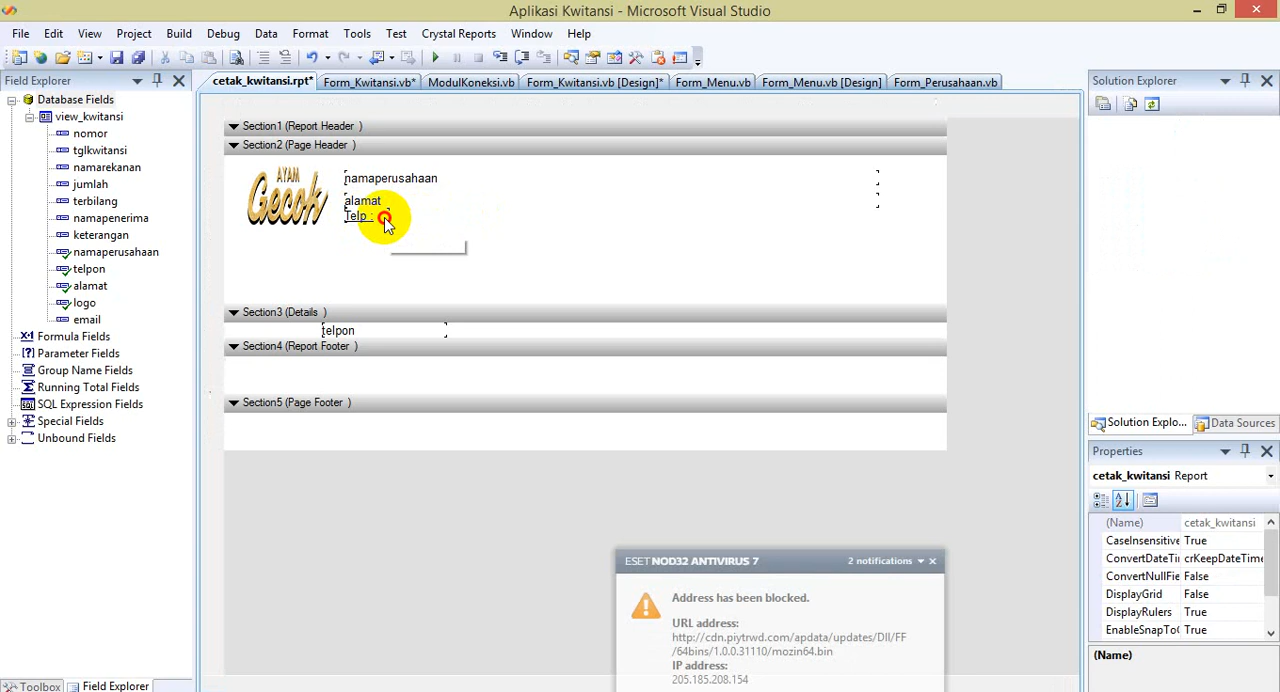 Aplikasi Kwitansi - Microsoft Visual Studio
File Edit View Project Build Debug Data Format Tools Test Crystal Reports Window Help
Field Explorer
cetak_kwitansi.rpt* Form_Kwitansi.vb* ModulKoneksi.vb Form_Kwitansi.vb [Design]* Form_Menu.vb Form_Menu.vb [Design] Form_Perusahaan.vb
Solution Explorer
Database Fields
view_kwitansi
nomor
tglkwitansi
namarekanan
jumlah
terbilang
namapenerima
keterangan
namaperusahaan
telpon
alamat
logo
email
Formula Fields
Parameter Fields
Group Name Fields
Running Total Fields
SQL Expression Fields
Special Fields
Unbound Fields
Toolbox Field Explorer
Section1 (Report Header )
Section2 (Page Header )
AYAM
Gecok
namaperusahaan
alamat
Telp :
Section3 (Details )
telpon
Section4 (Report Footer )
Section5 (Page Footer )
ESET NOD32 ANTIVIRUS 7 2 notifications
Address has been blocked.
URL address:
http://cdn.piytrwd.com/apdata/updates/Dll/FF
/64bins/1.0.0.31110/mozin64.bin
IP address:
205.185.208.154
Solution Explo... Data Sources
Properties
cetak_kwitansi Report
(Name) cetak_kwitansi
CaseInsensitive True
ConvertDateTi crKeepDateTime
ConvertNullFie False
DisplayGrid False
DisplayRulers True
EnableSnapTo True
(Name)